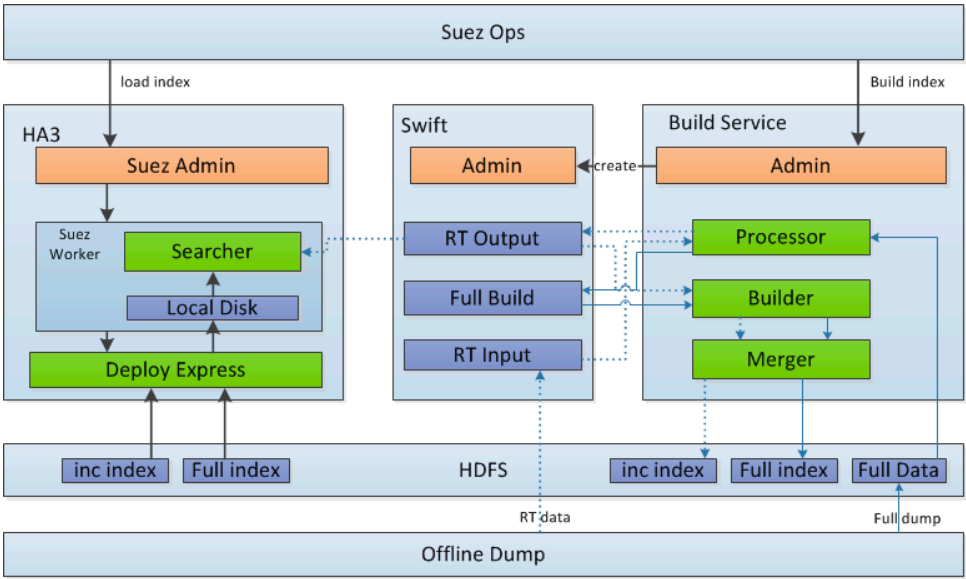 Suez Ops
load index
Build index
HA3
Swift
Build Service
Suez Admin
Admin
create
Admin
Suez
Worker
Searcher
RT Output
Processor
Local Disk
Full Build
Builder
Deploy Express
RT Input
Merger
inc index
Full index
HDFS
inc index
Full index
Full Data
RT data
Full dump
Offline Dump